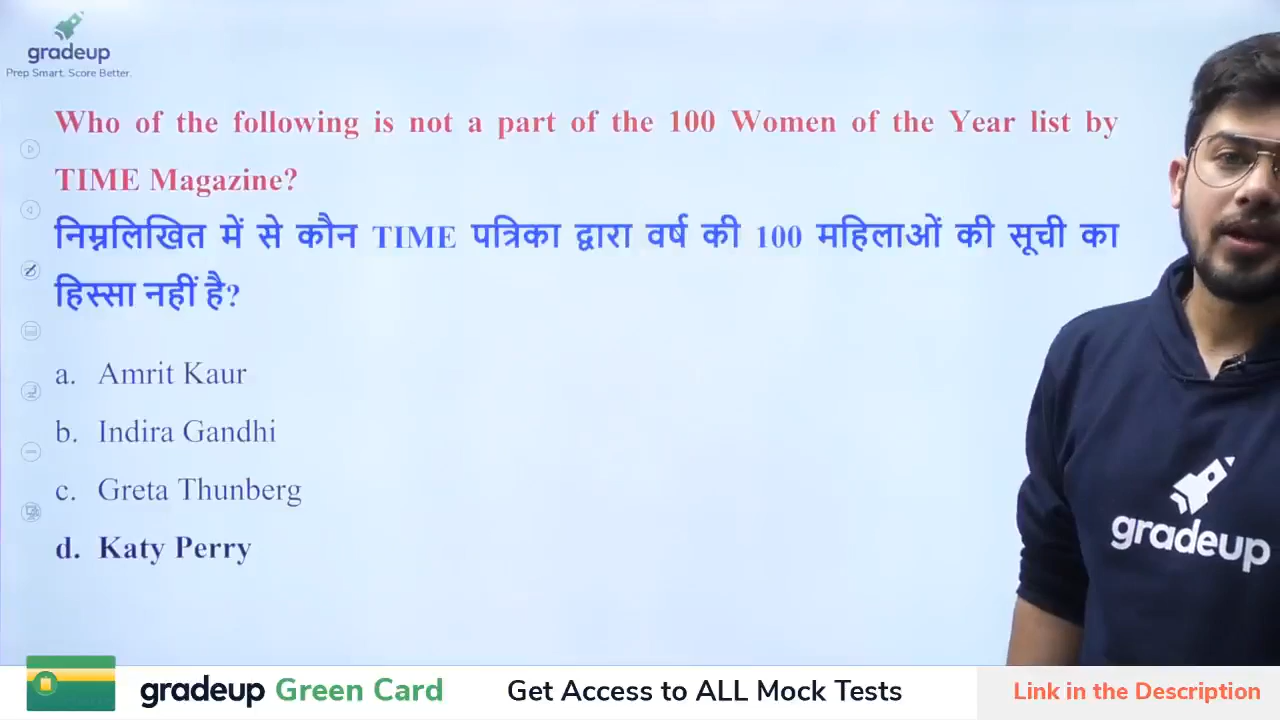 gradeup
Prep Smart. Score Better.
Who of the following is not a part of the 100 Women of the Year list by
TIME Magazine?
निम्नलिखित में से कौन TIME पत्रिका द्वारा वर्ष की 100 महिलाओं की सूची का
हिस्सा नहीं है?
a. Amrit Kaur
b. Indira Gandhi
c. Greta Thunberg
d. Katy Perry
gradeup
gradeup Green Card Get Access to ALL Mock Tests Link in the Description